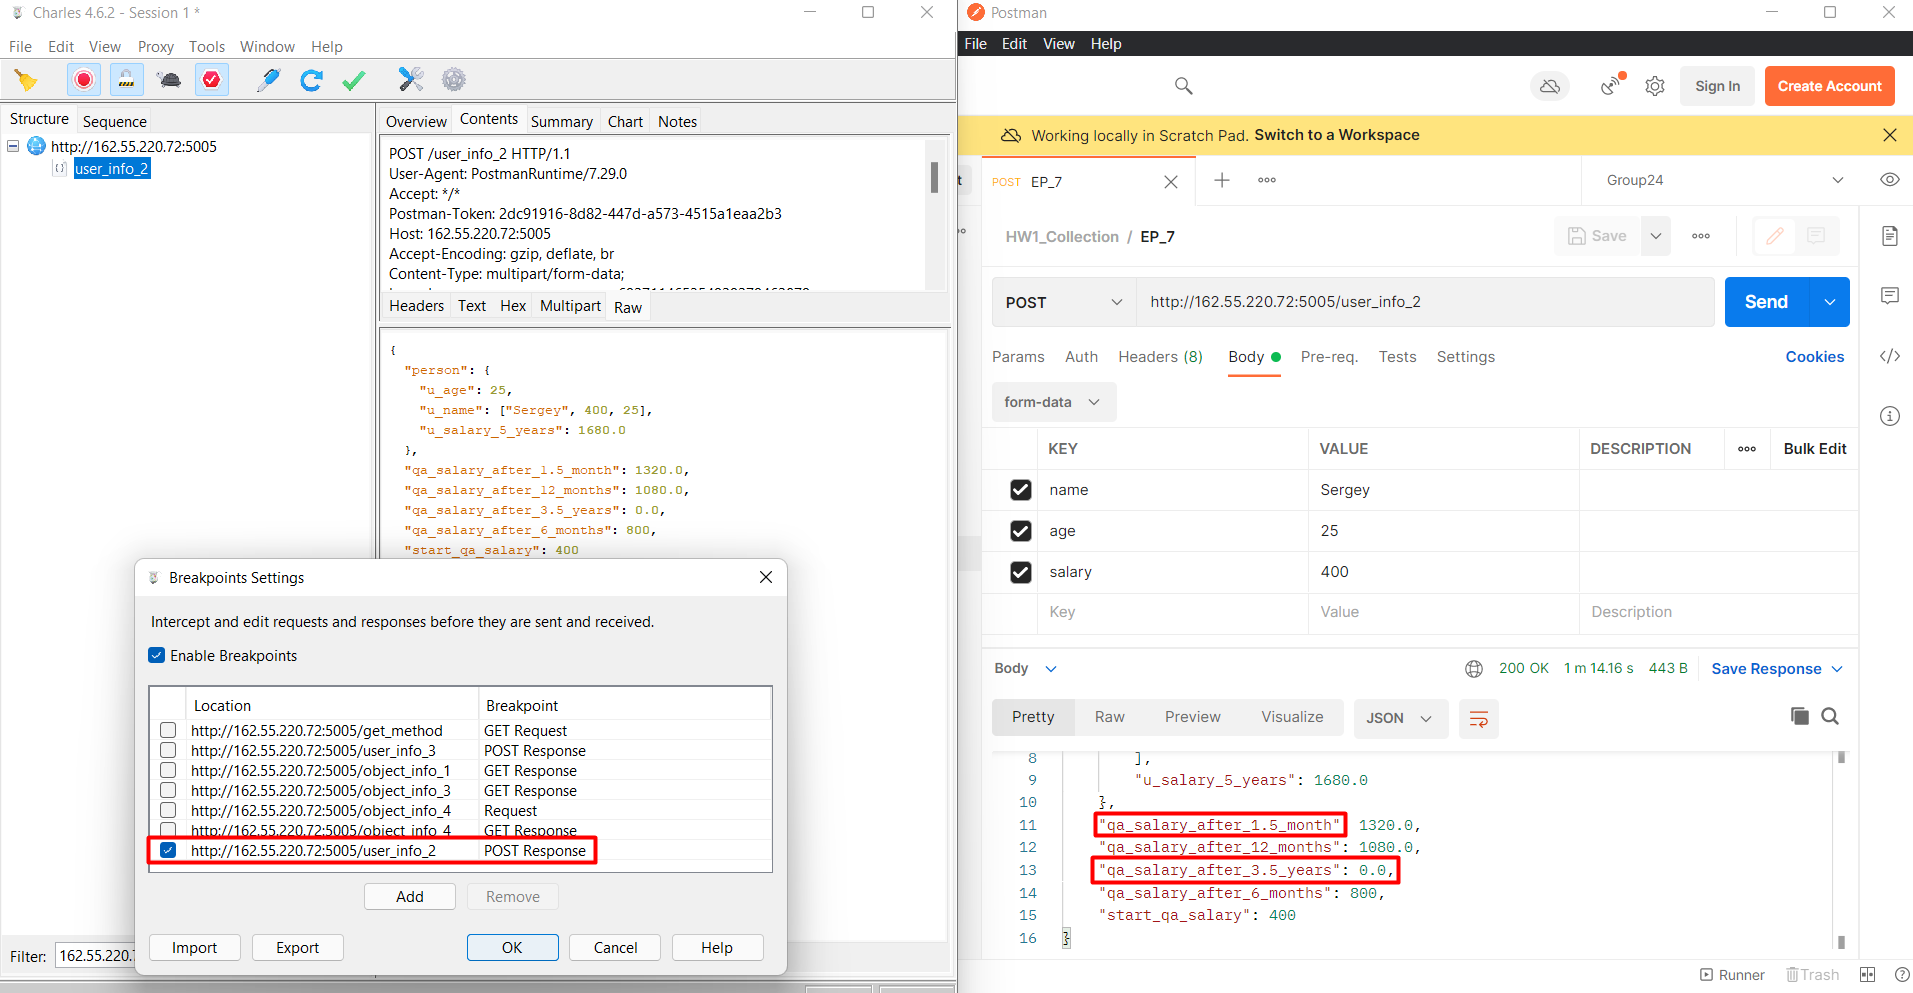 Charles 4.6.2 - Session 1 *
File Edit View Proxy Tools Window Help
Structure Sequence
http://162.55.220.72:5005
user_info_2
Overview Contents Summary Chart Notes
POST /user_info_2 HTTP/1.1
User-Agent: PostmanRuntime/7.29.0
Accept: */*
Postman-Token: 2dc91916-8d82-447d-a573-4515a1eaa2b3
Host: 162.55.220.72:5005
Accept-Encoding: gzip, deflate, br
Content-Type: multipart/form-data;
Headers Text Hex Multipart Raw
{
"person": {
"u_age": 25,
"u_name": ["Sergey", 400, 25],
"u_salary_5_years": 1680.0
},
"qa_salary_after_1.5_month": 1320.0,
"qa_salary_after_12_months": 1080.0,
"qa_salary_after_3.5_years": 0.0,
"qa_salary_after_6_months": 800,
"start_qa_salary": 400
Breakpoints Settings
Intercept and edit requests and responses before they are sent and received.
Enable Breakpoints
Location Breakpoint
http://162.55.220.72:5005/get_method GET Request
http://162.55.220.72:5005/user_info_3 POST Response
http://162.55.220.72:5005/object_info_1 GET Response
http://162.55.220.72:5005/object_info_3 GET Response
http://162.55.220.72:5005/object_info_4 Request
http://162.55.220.72:5005/object_info_4 GET Response
http://162.55.220.72:5005/user_info_2 POST Response
Add Remove
Import Export OK Cancel Help
Filter: 162.55.220.
Postman
File Edit View Help
Sign In Create Account
Working locally in Scratch Pad. Switch to a Workspace
t
POST EP_7
Group24
HW1_Collection / EP_7
Save
POST http://162.55.220.72:5005/user_info_2 Send
Params Auth Headers (8) Body Pre-req. Tests Settings Cookies
form-data
KEY VALUE DESCRIPTION Bulk Edit
name Sergey
age 25
salary 400
Key Value Description
Body 200 OK 1 m 14.16 s 443 B Save Response
Pretty Raw Preview Visualize JSON
8 ],
9 "u_salary_5_years": 1680.0
10 },
11 "qa_salary_after_1.5_month" 1320.0,
12 "qa_salary_after_12_months": 1080.0,
13 "qa_salary_after_3.5_years": 0.0,
14 "qa_salary_after_6_months": 800,
15 "start_qa_salary": 400
16 }
Runner Trash